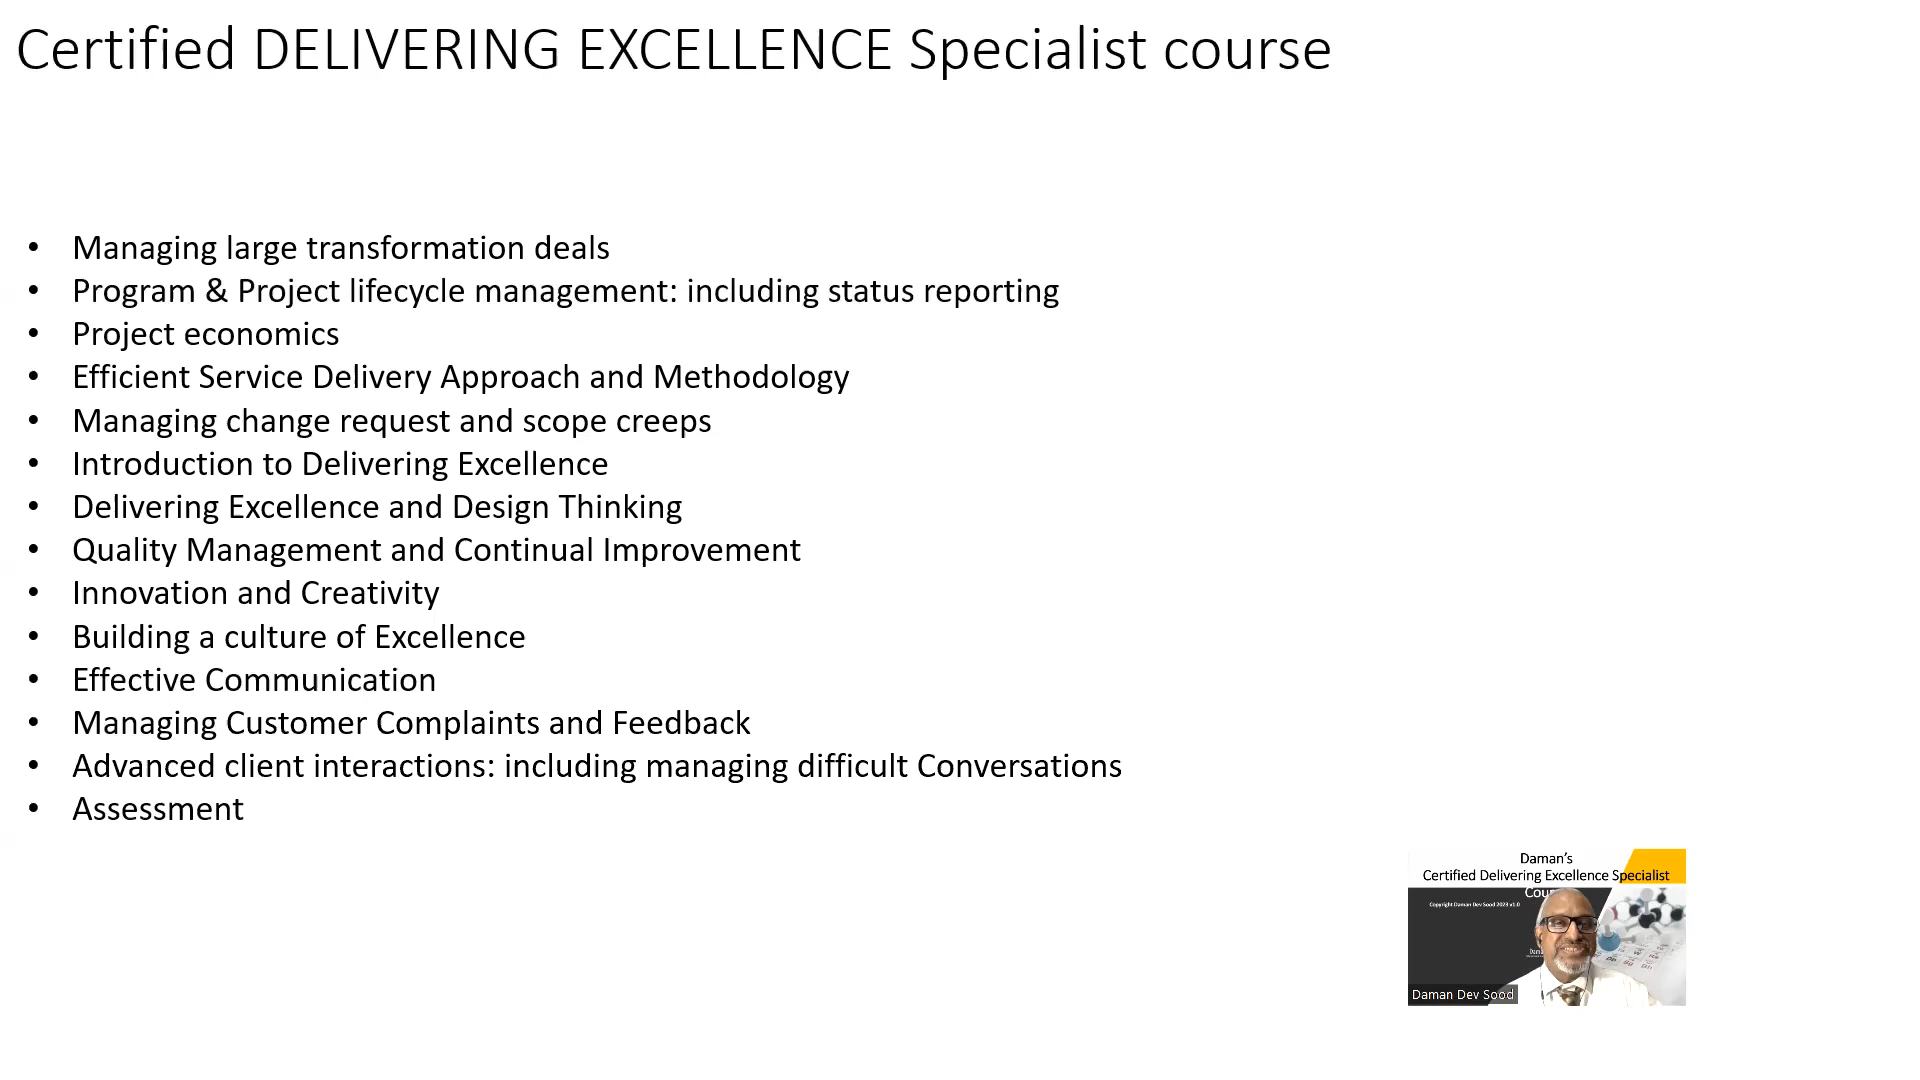 Certified DELIVERING EXCELLENCE Specialist course
• Managing large transformation deals
• Program & Project lifecycle management: including status reporting
• Project economics
• Efficient Service Delivery Approach and Methodology
• Managing change request and scope creeps
• Introduction to Delivering Excellence
• Delivering Excellence and Design Thinking
• Quality Management and Continual Improvement
• Innovation and Creativity
• Building a culture of Excellence
• Effective Communication
• Managing Customer Complaints and Feedback
• Advanced client interactions: including managing difficult Conversations
• Assessment
Daman's
Certified Delivering Excellence Specialist
Copyright Daman Dev Sood 2023 v1.0
Daman Dev Sood